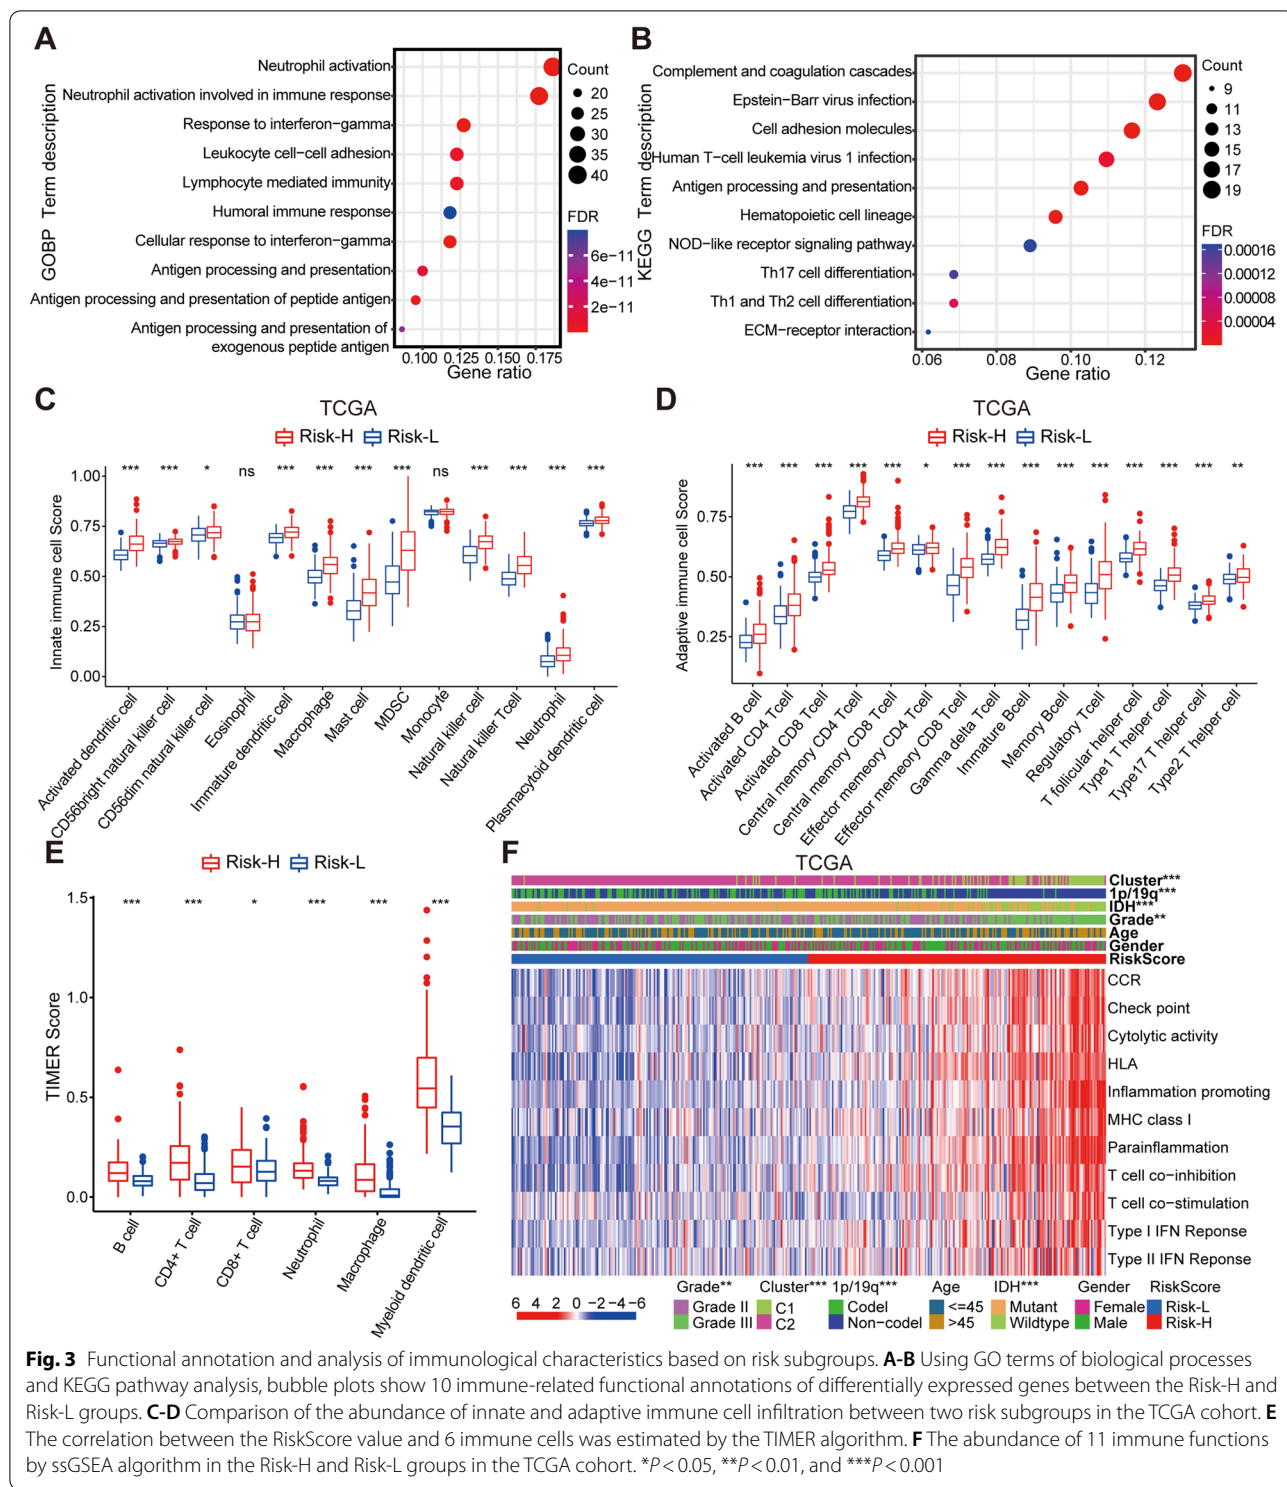 A
Neutrophil activation
Neutrophil activation involved in immune response
Response to interferon-gamma
Leukocyte cell-cell adhesion
Lymphocyte mediated immunity
Humoral immune response
Cellular response to interferon-gamma
Antigen processing and presentation
Antigen processing and presentation of peptide antigen
Antigen processing and presentation of
exogenous peptide antigen
GOBP Term description
0.100 0.125 0.150 0.175
Gene ratio
Count
20
25
30
35
40
FDR
6e−11
4e−11
2e−11
B
Complement and coagulation cascades
Epstein−Barr virus infection
Cell adhesion molecules
Human T−cell leukemia virus 1 infection
Antigen processing and presentation
Hematopoietic cell lineage
NOD−like receptor signaling pathway
Th17 cell differentiation
Th1 and Th2 cell differentiation
ECM−receptor interaction
KEGG Term description
0.06 0.08 0.10 0.12
Gene ratio
Count
9
11
13
15
17
19
FDR
0.00016
0.00012
0.00008
0.00004
C
TCGA
Risk-H Risk-L
*** *** * ns *** *** *** *** ns *** *** *** ***
1.00
0.75
0.50
0.25
0.00
Innate immune cell Score
Activated dendritic cell
CD56bright natural killer cell
CD56dim natural killer cell
Eosinophil
Immature dendritic cell
Macrophage
Mast cell
MDSC
Monocyte
Natural killer cell
Natural killer Tcell
Neutrophil
Plasmacytoid dendritic cell
D
TCGA
Risk-H Risk-L
*** *** *** *** *** * *** *** *** *** *** *** *** *** **
0.75
0.50
0.25
Adaptive immune cell Score
Activated B cell
Activated CD4 Tcell
Activated CD8 Tcell
Central memory CD4 Tcell
Central memory CD8 Tcell
Effector memeory CD4 Tcell
Effector memeory CD8 Tcell
Gamma delta Tcell
Immature Bcell
Memory Bcell
Regulatory Tcell
T follicular helper cell
Type1 T helper cell
Type17 T helper cell
Type2 T helper cell
E
Risk-H Risk-L
*** *** * *** *** ***
1.5
1.0
0.5
0.0
TIMER Score
B cell
CD4+ T cell
CD8+ T cell
Neutrophil
Macrophage
Myeloid dendritic cell
F
TCGA
Cluster***
1p/19q***
IDH***
Grade**
Age
Gender
RiskScore
CCR
Check point
Cytolytic activity
HLA
Inflammation promoting
MHC class I
Parainflammation
T cell co−inhibition
T cell co−stimulation
Type I IFN Reponse
Type II IFN Reponse
6 4 2 0 −2−4−6
Grade** Cluster*** 1p/19q*** Age IDH*** Gender RiskScore
Grade II C1 Codel <=45 Mutant Female Risk-L
Grade III C2 Non-codel >45 Wildtype Male Risk-H
Fig. 3 Functional annotation and analysis of immunological characteristics based on risk subgroups. A-B Using GO terms of biological processes
and KEGG pathway analysis, bubble plots show 10 immune-related functional annotations of differentially expressed genes between the Risk-H and
Risk-L groups. C-D Comparison of the abundance of innate and adaptive immune cell infiltration between two risk subgroups in the TCGA cohort. E
The correlation between the RiskScore value and 6 immune cells was estimated by the TIMER algorithm. F The abundance of 11 immune functions
by ssGSEA algorithm in the Risk-H and Risk-L groups in the TCGA cohort. *P < 0.05, **P < 0.01, and ***P < 0.001